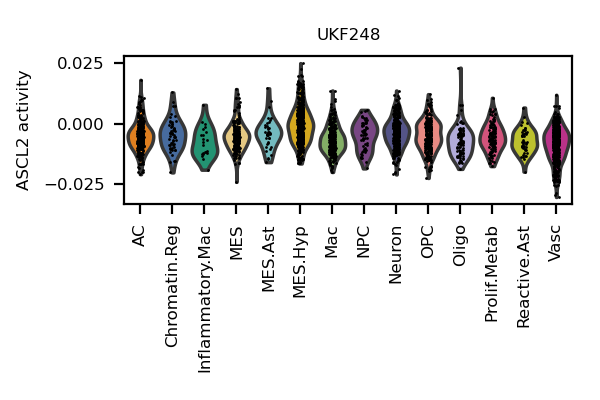 UKF248
ASCL2 activity
0.025
0.000
−0.025
AC
Chromatin.Reg
Inflammatory.Mac
MES
MES.Ast
MES.Hyp
Mac
NPC
Neuron
OPC
Oligo
Prolif.Metab
Reactive.Ast
Vasc